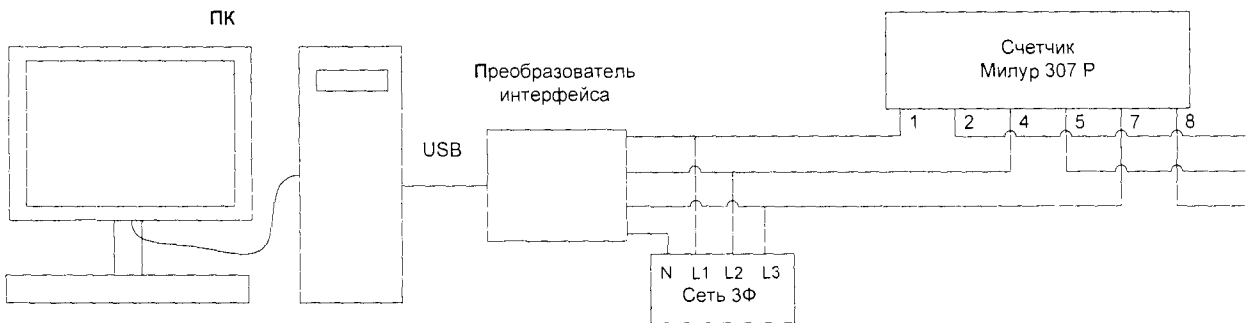 ПК
Счетчик
Милур 307 Р
Преобразователь
интерфейса
1 2 4 5 7 8
USB
N L1 L2 L3
Сеть 3Ф